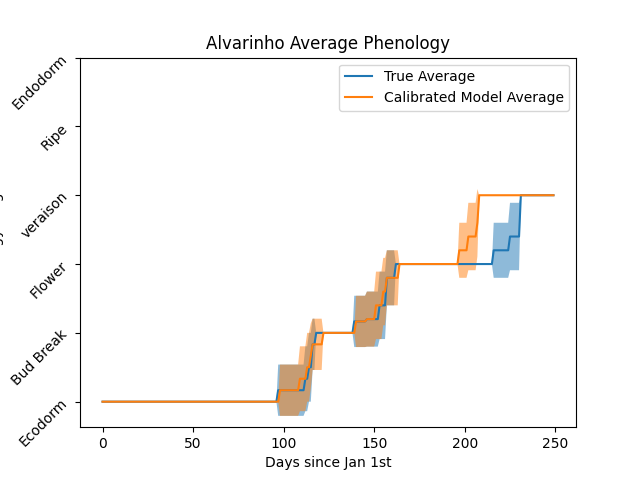 Alvarinho Average Phenology
True Average
Calibrated Model Average
Endodorm
Ripe
veraison
Flower
Bud Break
Ecodorm
0 50 100 150 200 250
Days since Jan 1st